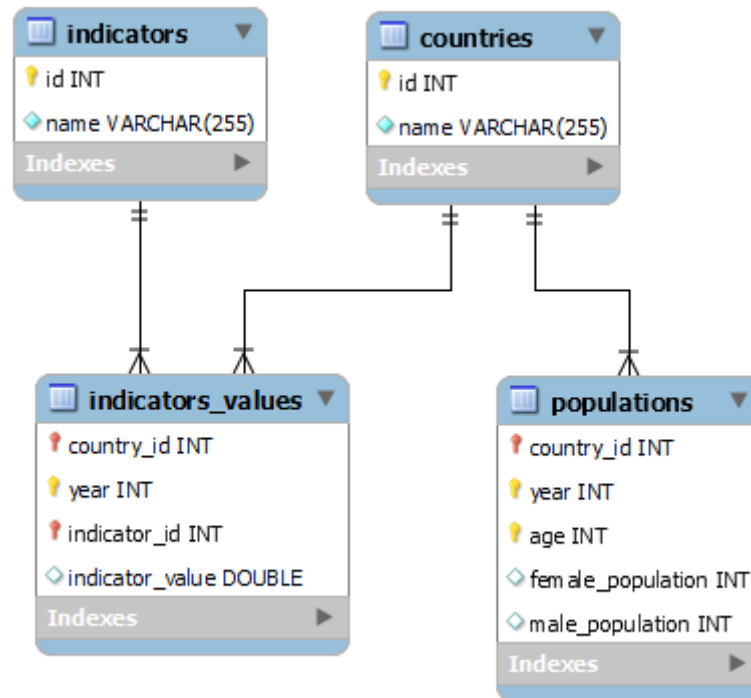 indicators
id INT
name VARCHAR(255)
Indexes
countries
id INT
name VARCHAR(255)
Indexes
indicators_values
country_id INT
year INT
indicator_id INT
indicator_value DOUBLE
Indexes
populations
country_id INT
year INT
age INT
female_population INT
male_population INT
Indexes